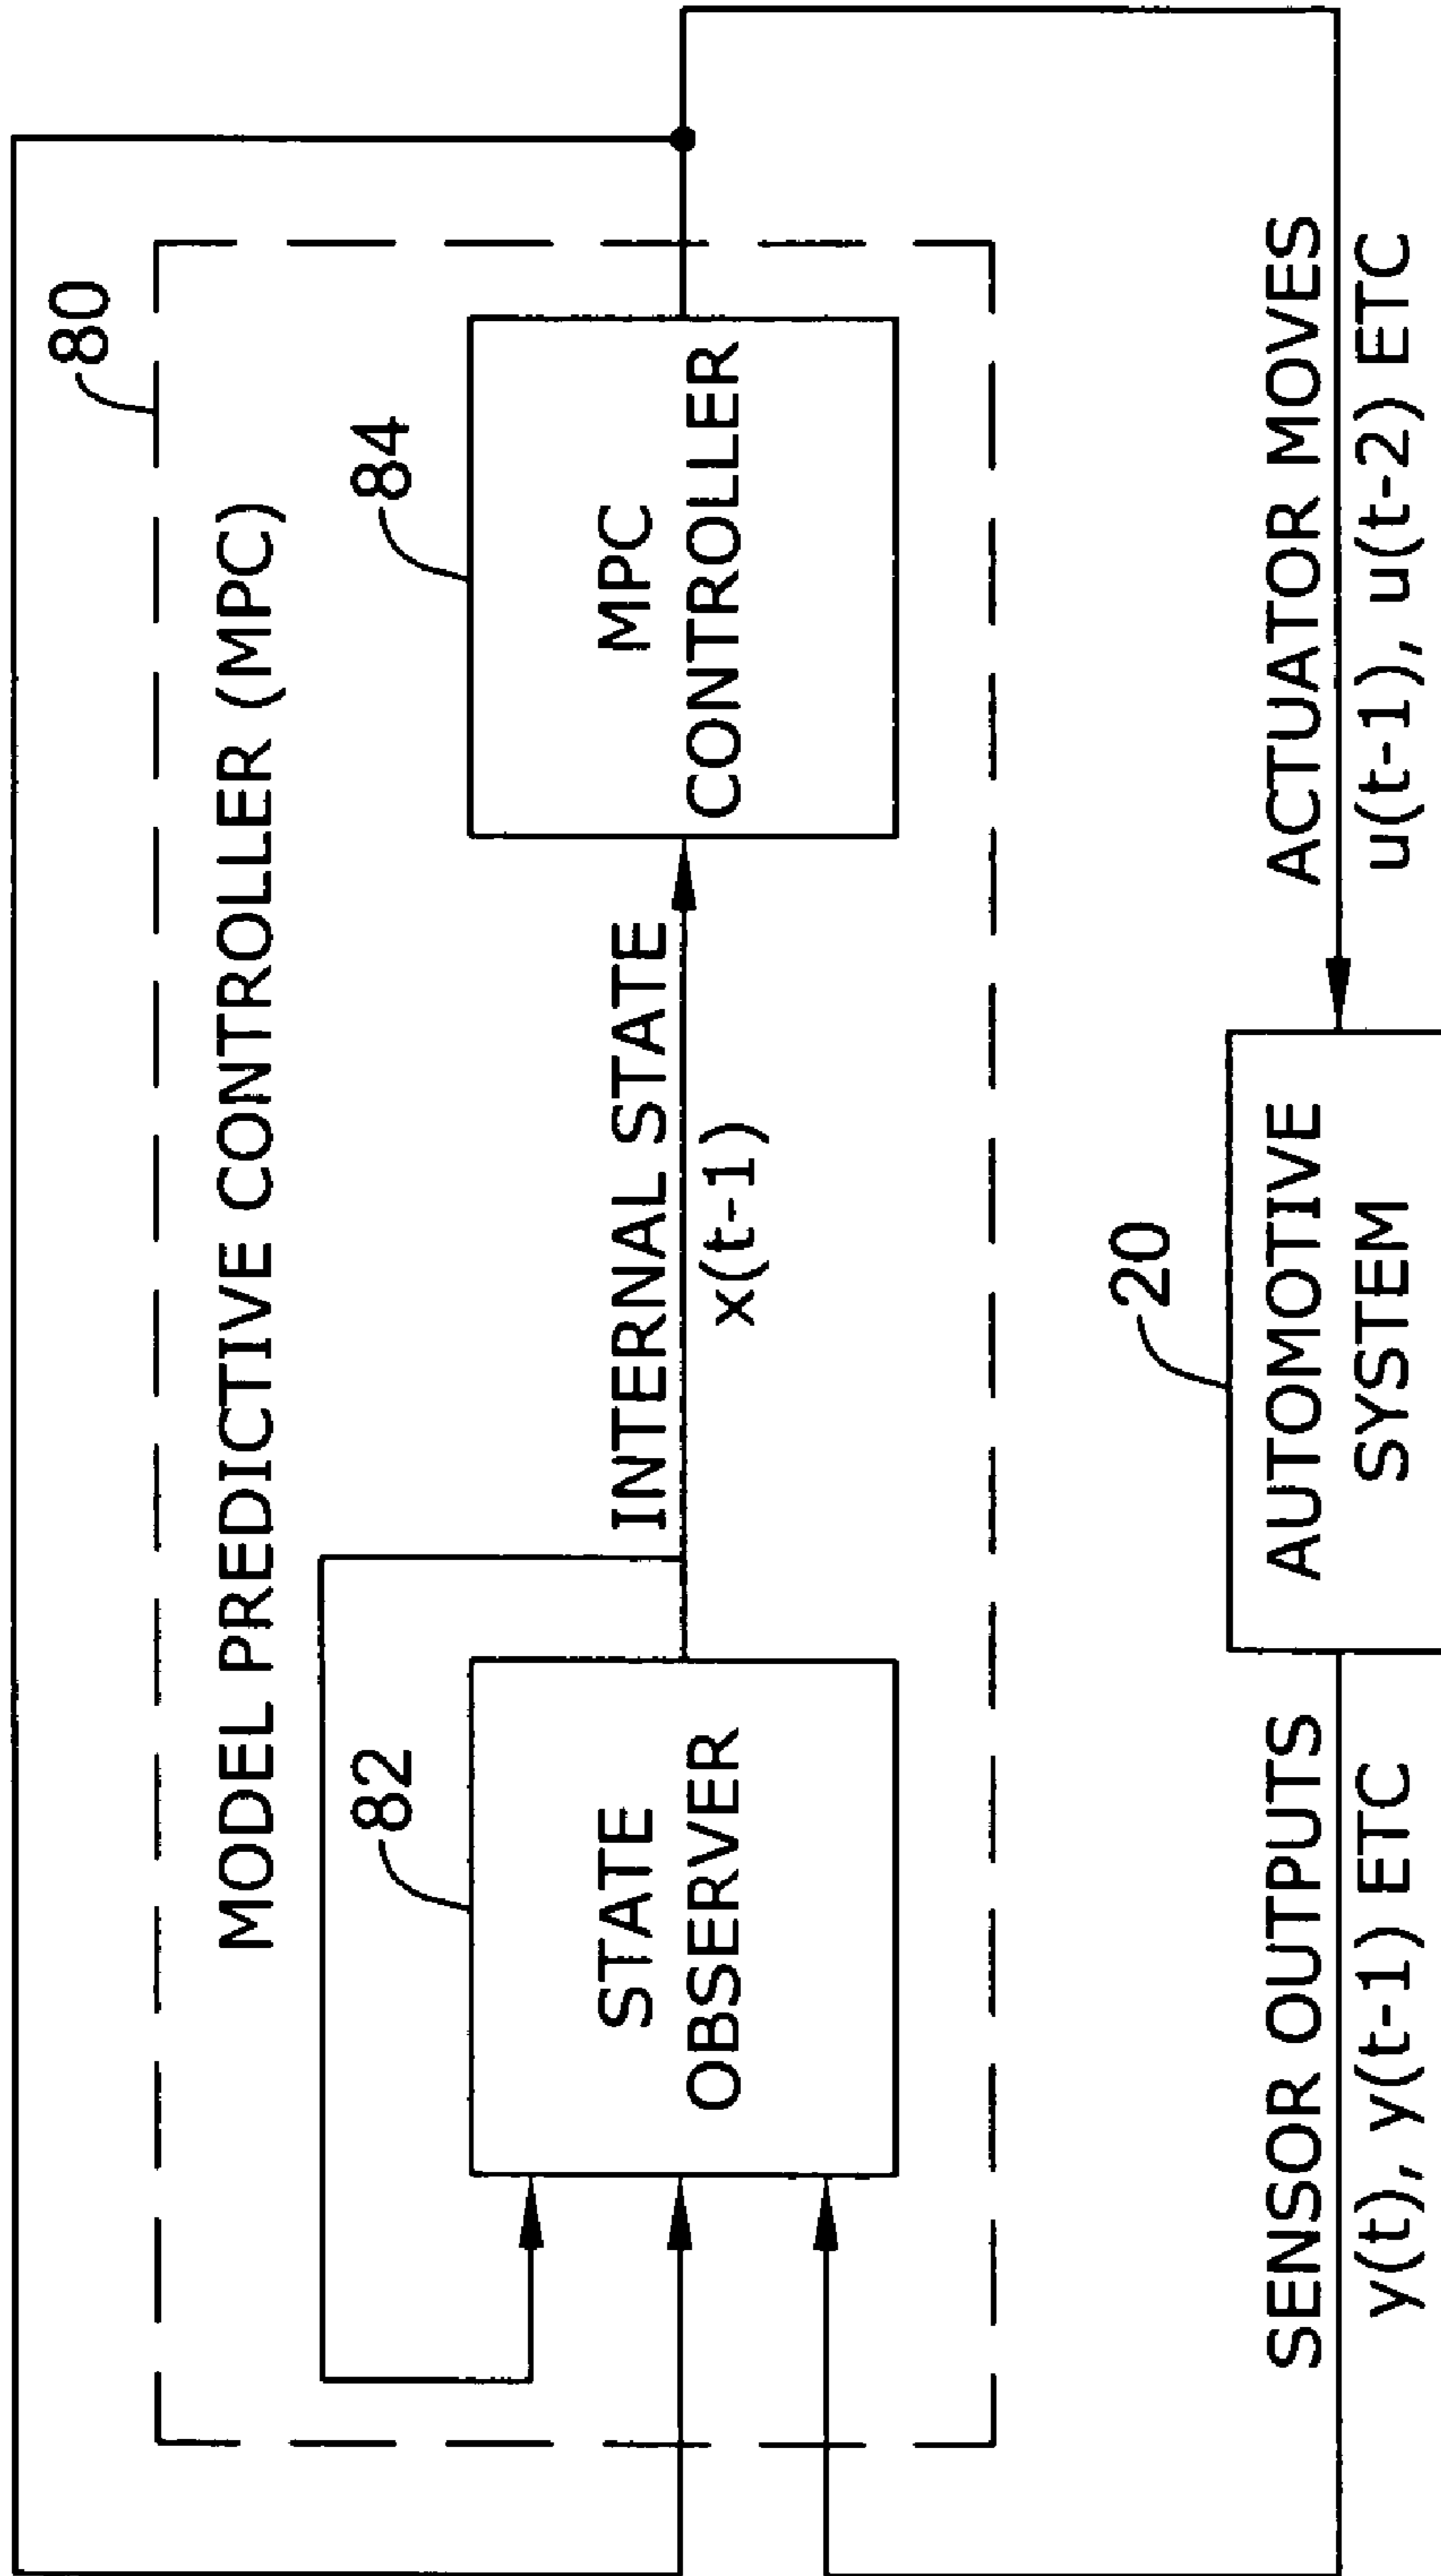 80
MODEL PREDICTIVE CONTROLLER (MPC)
82
84
STATE
OBSERVER
INTERNAL STATE
x(t-1)
MPC
CONTROLLER
20
SENSOR OUTPUTS
y(t), y(t-1) ETC
AUTOMOTIVE
SYSTEM
ACTUATOR MOVES
u(t-1), u(t-2) ETC